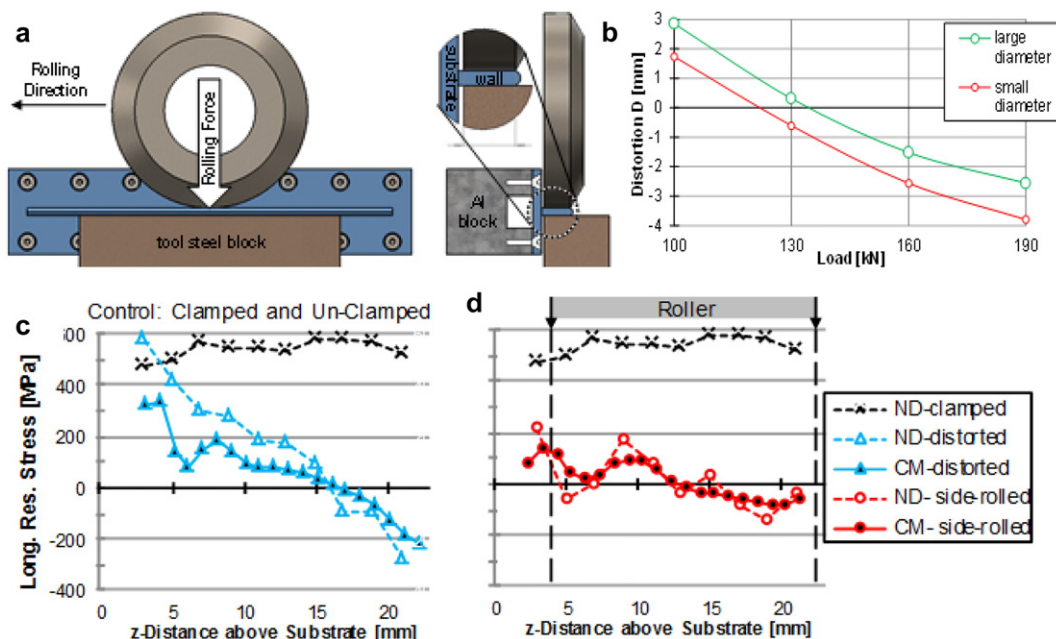 a
Rolling
Direction
Rolling Force
tool steel block
substrate
wall
Al
block
b
Distortion D [mm]
3
2
1
0
-1
-2
-3
-4
100
130
160
190
Load [kN]
large
diameter
small
diameter
c
Control: Clamped and Un-Clamped
Long. Res. Stress [MPa]
400
200
0
-200
-400
0
5
10
15
20
z-Distance above Substrate [mm]
d
Roller
0
5
10
15
20
z-Distance above Substrate [mm]
ND-clamped
ND-distorted
CM-distorted
ND- side-rolled
CM- side-rolled